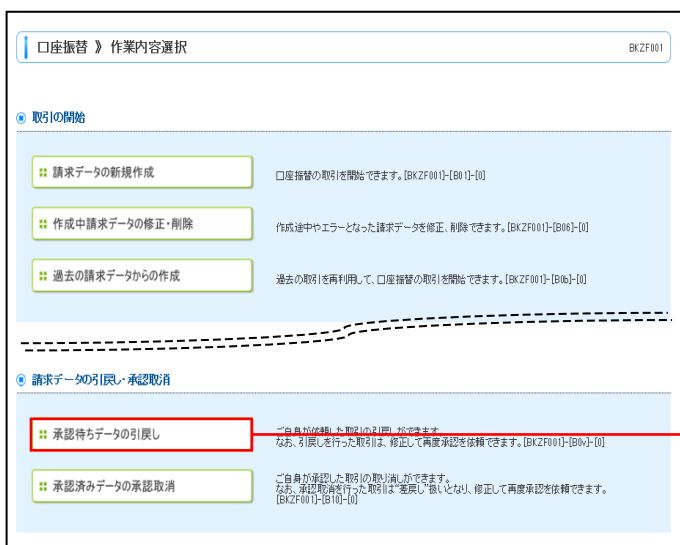 口座振替 》 作業内容選択
BKZF001
取引の開始
請求データの新規作成
口座振替の取引を開始できます。[BKZF001]-[B01]-[0]
作成中請求データの修正・削除
作成途中やエラーとなった請求データを修正、削除できます。[BKZF001]-[B06]-[0]
過去の請求データからの作成
過去の取引を再利用して、口座振替の取引を開始できます。[BKZF001]-[B0b]-[0]
請求データの引戻し・承認取消
承認待ちデータの引戻し
ご自身が依頼した取引の引戻しができます。
なお、引戻しを行った取引は、修正して再度承認を依頼できます。[BKZF001]-[B0v]-[0]
承認済みデータの承認取消
ご自身が承認した取引の取り消しができます。
なお、承認取消を行った取引は“差戻し”扱いとなり、修正して再度承認を依頼できます。
[BKZF001]-[B10]-[0]